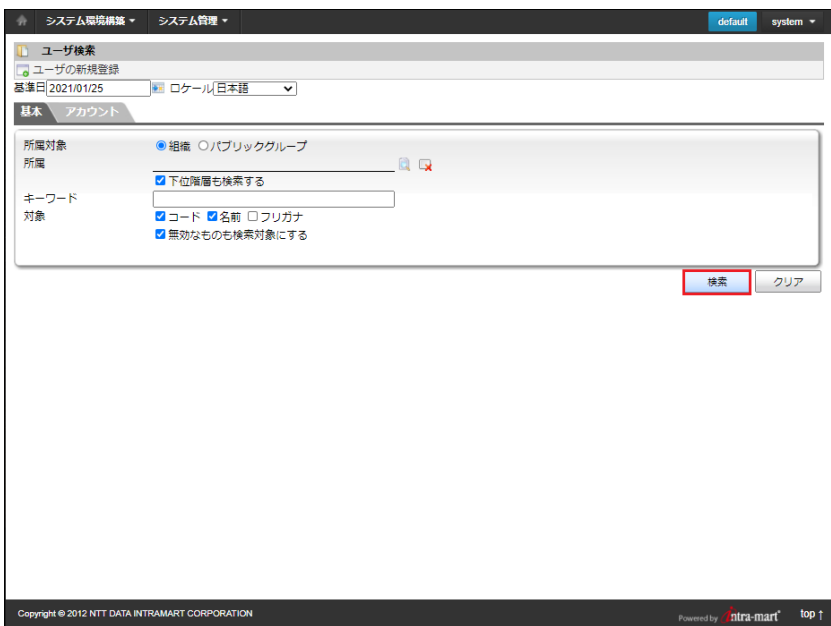 システム環境構築 システム管理 default system
ユーザ検索
ユーザの新規登録
基準日 2021/01/25 ロケール 日本語
基本 アカウント
所属対象 組織 パブリックグループ
所属
下位階層も検索する
キーワード
対象 コード 名前 フリガナ
無効なものも検索対象にする
検索 クリア
Copyright © 2012 NTT DATA INTRAMART CORPORATION Powered by intra-mart® top ↑